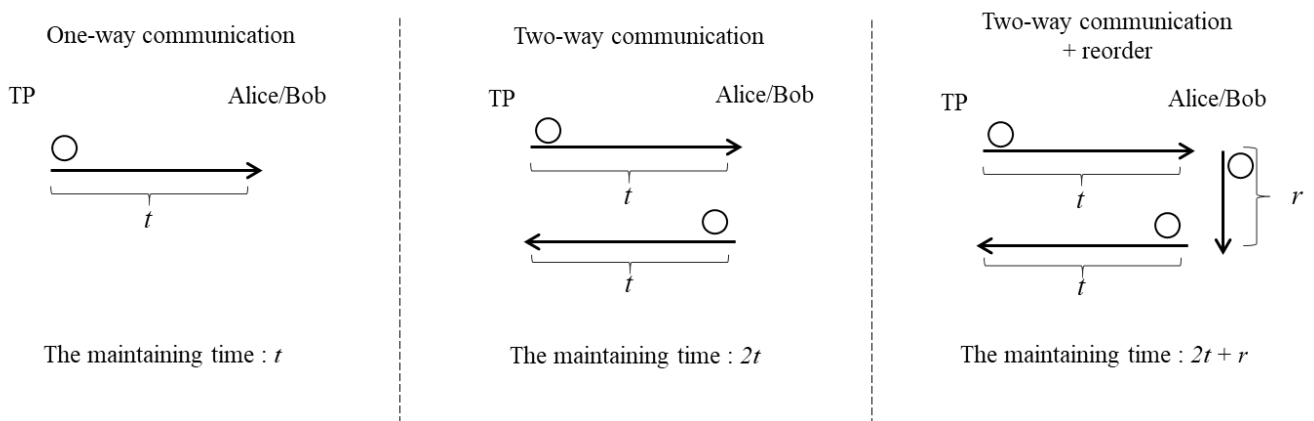 One-way communication
TP
Alice/Bob
t
The maintaining time : t
Two-way communication
TP
Alice/Bob
t
t
The maintaining time : 2t
Two-way communication
+ reorder
TP
Alice/Bob
t
r
t
The maintaining time : 2t + r